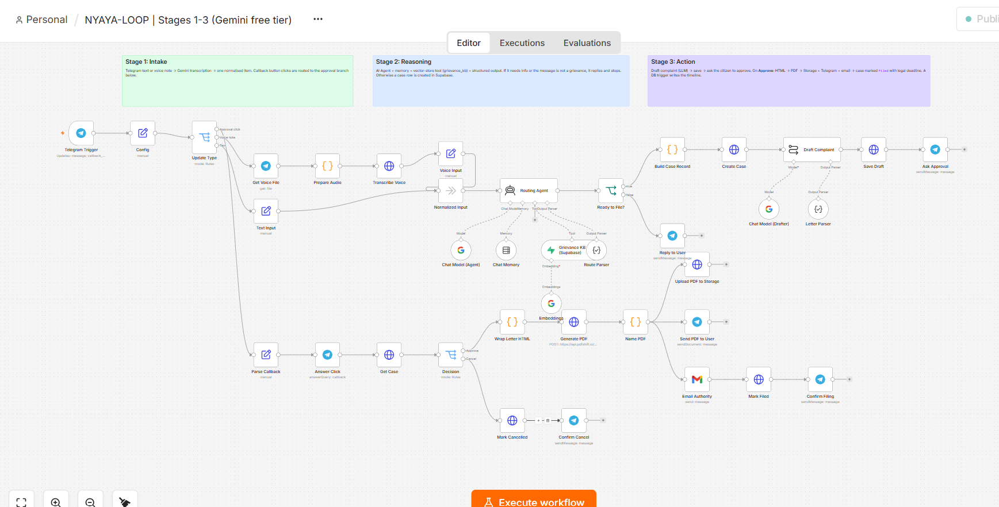 Personal / NYAYA-LOOP | Stages 1-3 (Gemini free tier) ...
Publi
Editor Executions Evaluations
Stage 1: Intake
Telegram text or voice note → Gemini transcription → one normalised item. Callback button clicks are routed to the approval branch
below.
Stage 2: Reasoning
AI Agent + memory + vector-store tool (grievance_kb) + structured output. If it needs info or the message is not a grievance, it replies and stops.
Otherwise a case row is created in Supabase.
Stage 3: Action
Draft complaint (LLM) → save → ask the citizen to approve. On Approve: HTML → PDF → Storage + Telegram + email → case marked filed with legal deadline. A
DB trigger writes the timeline.
Telegram Trigger
Updates: message, callback_...
Config
manual
Update Type
mode: Rules
Approval click
Voice note
Text
Get Voice File
get: file
Prepare Audio
Transcribe Voice
Voice Input
manual
Text Input
manual
Normalized Input
Routing Agent
Chat Model
Memory
Tool
Output Parser
Ready to File?
true
false
Build Case Record
Create Case
Draft Complaint
Model*
Output Parser
Save Draft
Ask Approval
sendMessage: message
Model
Chat Model (Drafter)
Output Parser
Letter Parser
Model
Chat Model (Agent)
Memory
Chat Memory
Tool
Grievance KB
(Supabase)
Embedding*
Output Parser
Route Parser
Embeddings
Embeddings
Reply to User
sendMessage: message
Upload PDF to Storage
Wrap Letter HTML
Generate PDF
POST: https://api.pdfshift.io/...
Name PDF
Send PDF to User
sendDocument: message
Parse Callback
manual
Answer Click
answerQuery: callback
Get Case
Decision
mode: Rules
Approve
Cancel
Email Authority
send: message
Mark Filed
Confirm Filing
sendMessage: message
Mark Cancelled
Confirm Cancel
sendMessage: message
Execute workflow